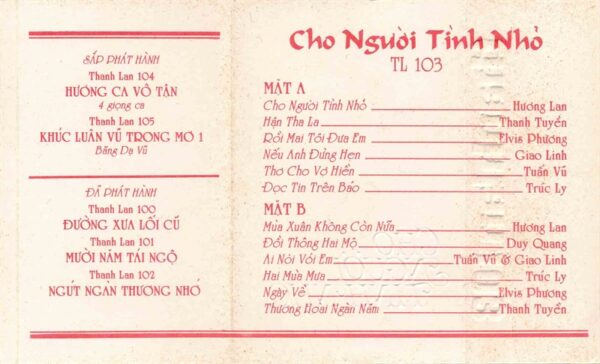 SẮP PHÁT HÀNH
Thanh Lan 104
HƯƠNG CA VÔ TẬN
4 giọng ca
Thanh Lan 105
KHÚC LUÂN VŨ TRONG MƠ 1
Băng Dạ Vũ
ĐÃ PHÁT HÀNH
Thanh Lan 100
ĐƯỜNG XƯA LỐI CŨ
Thanh Lan 101
MƯỜI NĂM TÁI NGỘ
Thanh Lan 102
NGÚT NGÀN THƯƠNG NHỚ
Cho Người Tình Nhỏ
TL 103
MẶT A
Cho Người Tình Nhỏ Hương Lan
Hận Tha La Thanh Tuyền
Rồi Mai Tôi Đưa Em Elvis Phương
Nếu Anh Đừng Hẹn Giao Linh
Thơ Cho Vợ Hiền Tuấn Vũ
Đọc Tin Trên Báo Trúc Ly
MẶT B
Mùa Xuân Không Còn Nữa Hương Lan
Đồi Thông Hai Mộ Duy Quang
Ai Nói Với Em Tuấn Vũ & Giao Linh
Hai Mùa Mưa Trúc Ly
Ngày Về Elvis Phương
Thương Hoài Ngàn Năm Thanh Tuyền